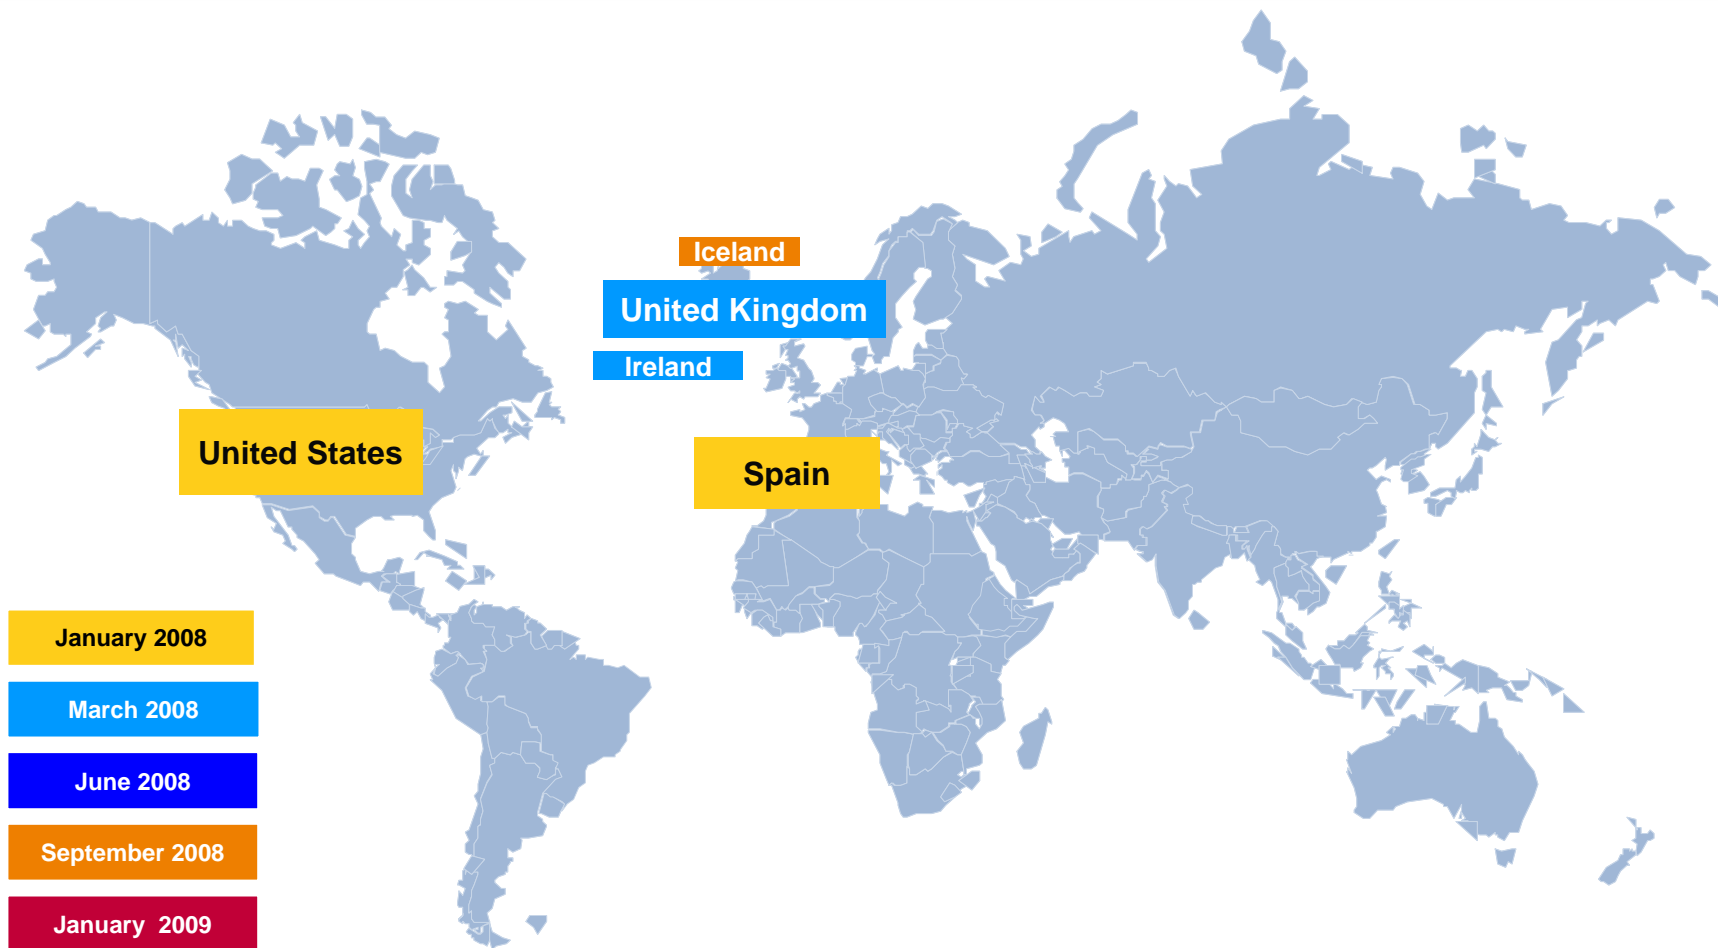 Iceland
United Kingdom
Ireland
United States
Spain
January 2008
March 2008
June 2008
September 2008
January  2009